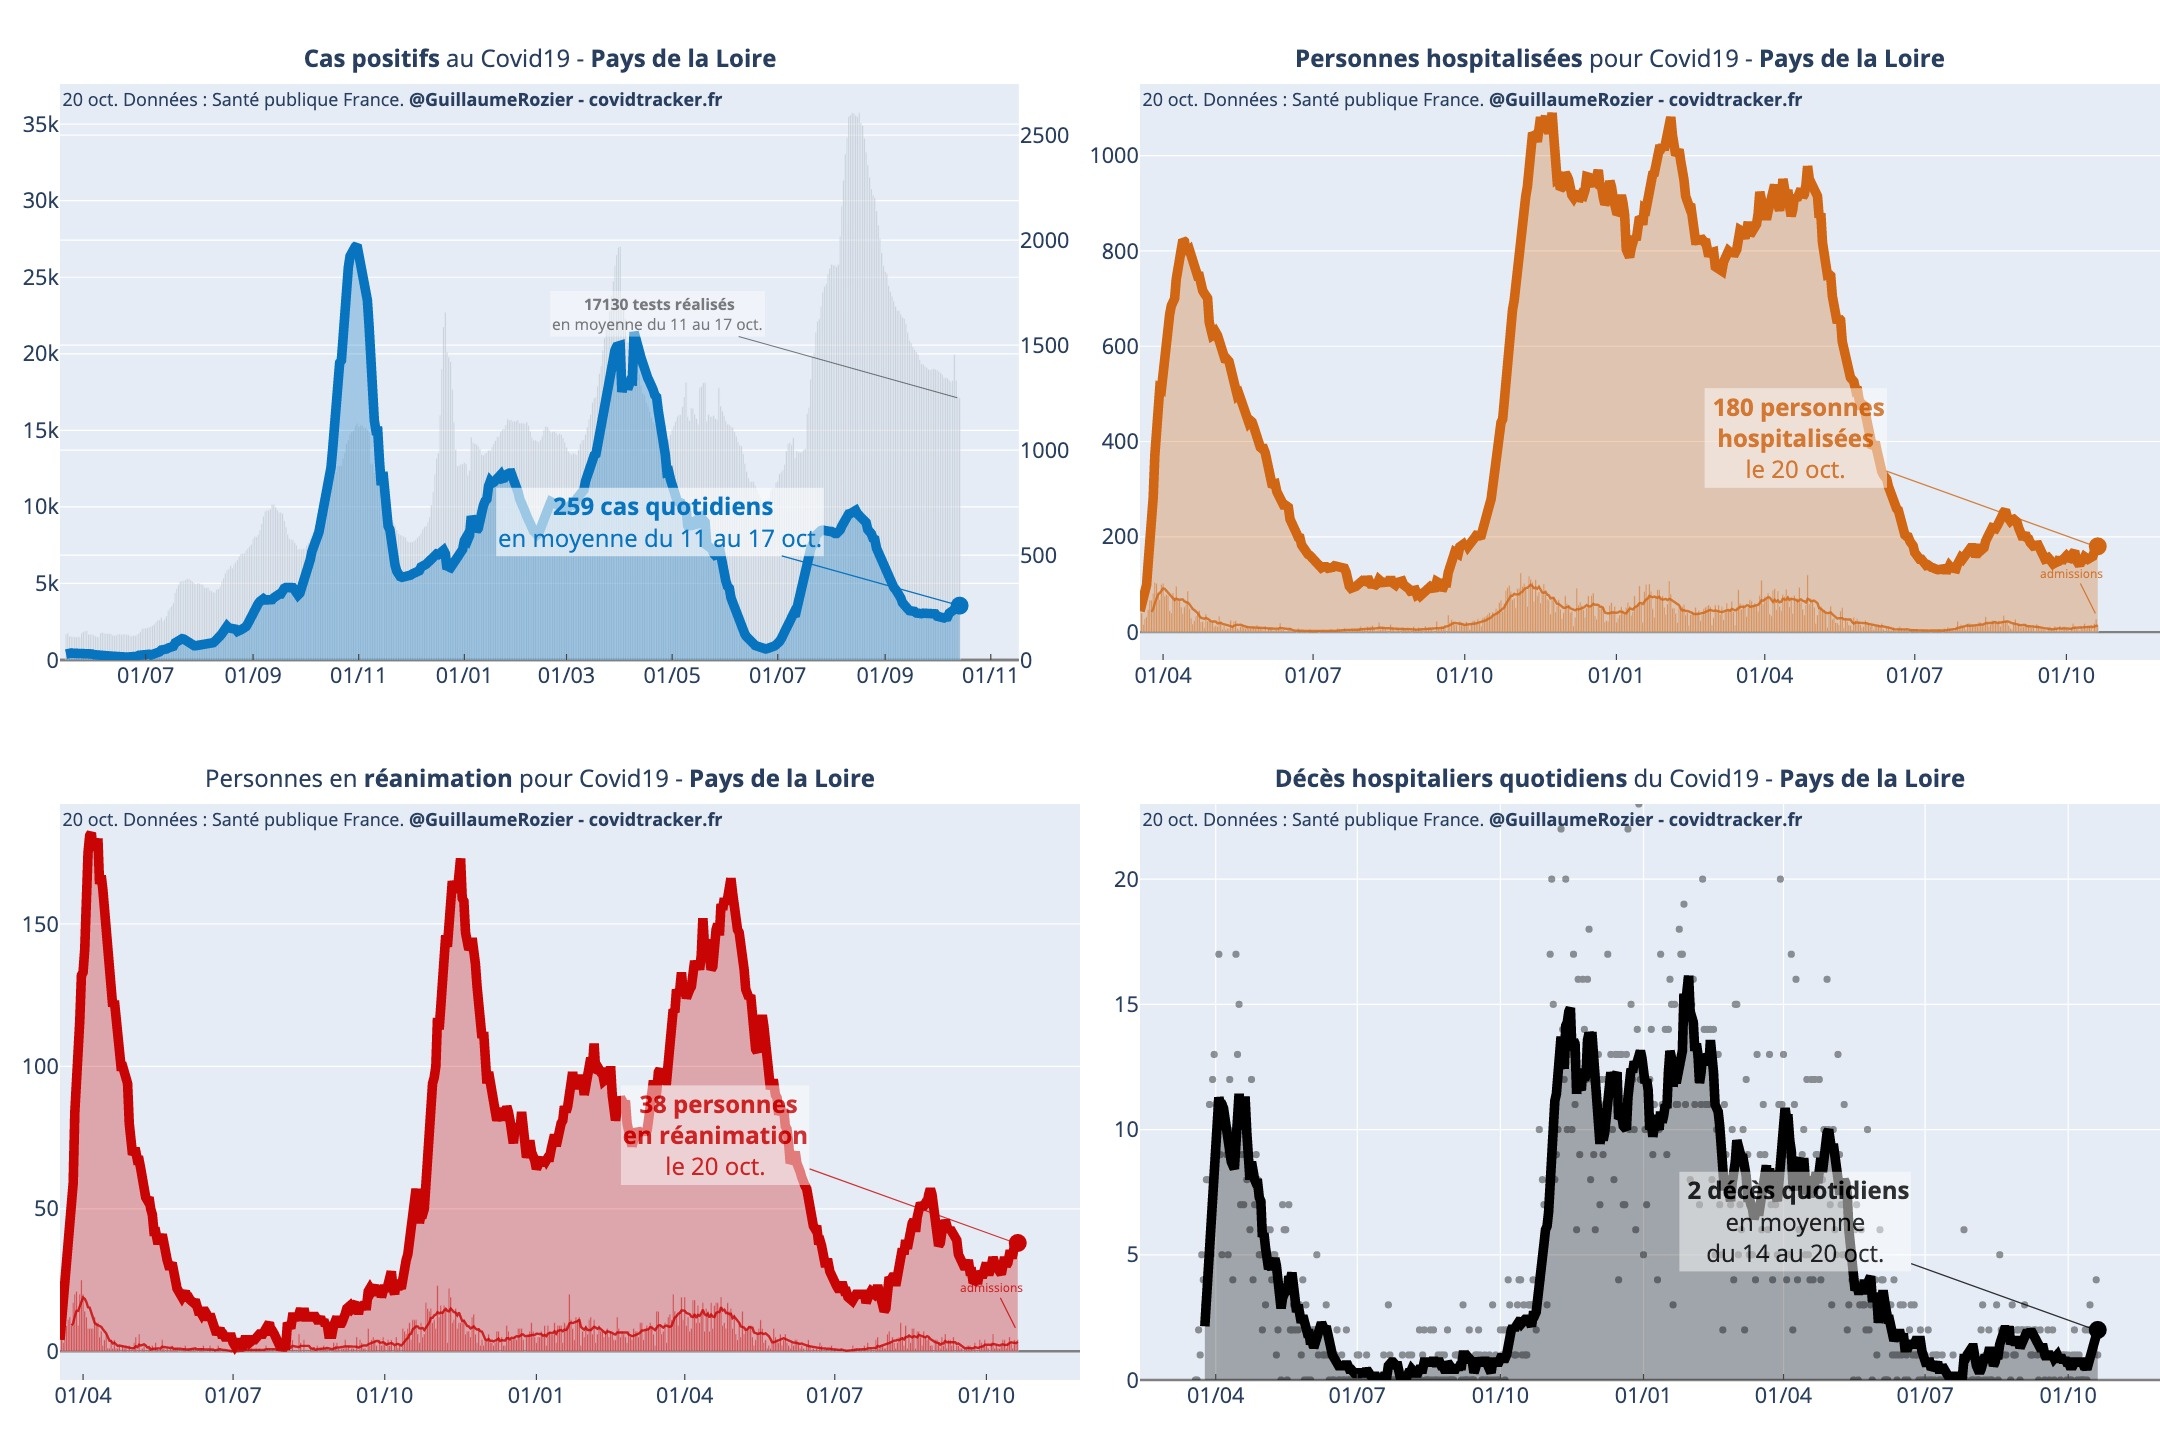 Cas positifs au Covid19 - Pays de la Loire
20 oct. Données : Santé publique France. @GuillaumeRozier - covidtracker.fr
35k
30k
25k
20k
15k
10k
5k
0
2500
2000
1500
1000
500
0
17130 tests réalisés
en moyenne du 11 au 17 oct.
259 cas quotidiens
en moyenne du 11 au 17 oct.
01/07 01/09 01/11 01/01 01/03 01/05 01/07 01/09 01/11
Personnes hospitalisées pour Covid19 - Pays de la Loire
20 oct. Données : Santé publique France. @GuillaumeRozier - covidtracker.fr
1000
800
600
400
200
0
180 personnes
hospitalisées
le 20 oct.
admissions
01/04 01/07 01/10 01/01 01/04 01/07 01/10
Personnes en réanimation pour Covid19 - Pays de la Loire
20 oct. Données : Santé publique France. @GuillaumeRozier - covidtracker.fr
150
100
50
0
38 personnes
en réanimation
le 20 oct.
admissions
01/04 01/07 01/10 01/01 01/04 01/07 01/10
Décès hospitaliers quotidiens du Covid19 - Pays de la Loire
20 oct. Données : Santé publique France. @GuillaumeRozier - covidtracker.fr
20
15
10
5
0
2 décès quotidiens
en moyenne
du 14 au 20 oct.
01/04 01/07 01/10 01/01 01/04 01/07 01/10